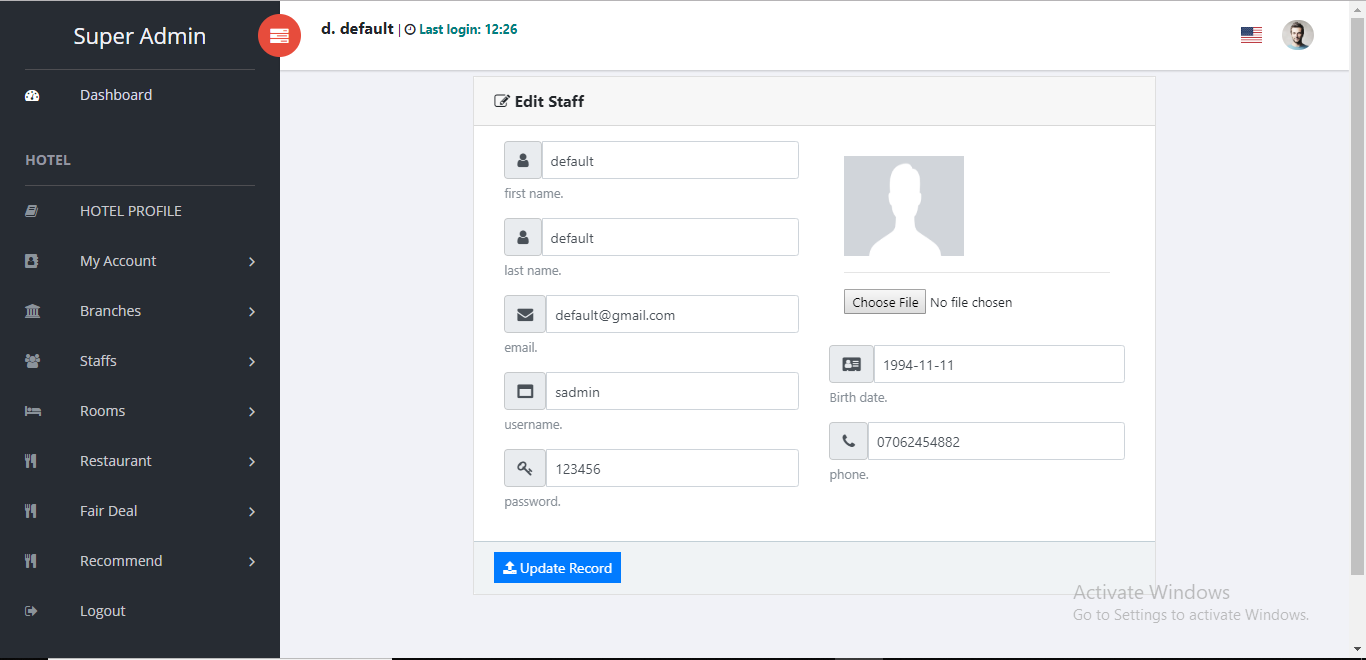 Super Admin
d. default | Last login: 12:26
Dashboard
HOTEL
HOTEL PROFILE
My Account
Branches
Staffs
Rooms
Restaurant
Fair Deal
Recommend
Logout
Edit Staff
default
first name.
default
last name.
default@gmail.com
email.
sadmin
username.
123456
password.
Choose File No file chosen
1994-11-11
Birth date.
07062454882
phone.
Update Record
Activate Windows
Go to Settings to activate Windows.